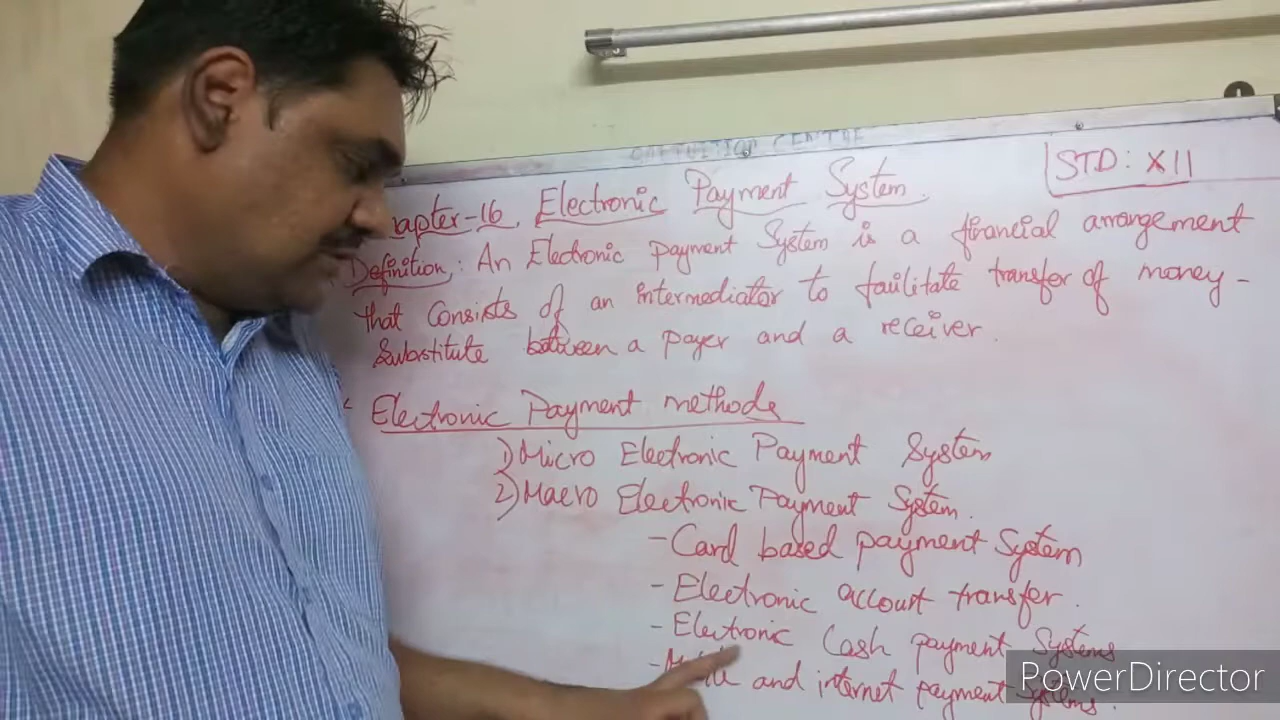 STD: XII
Chapter-16. Electronic Payment System.
Definition: An Electronic payment System is a financial arrangement
that consists of an intermediator to failitate transfer of money -
Substitute between a payer and a receiver.
Electronic Payment methods
1) Micro Electronic Payment System
2) Macro Electronic Payment System.
- Card based payment System
- Electronic account transfer.
- Electronic Cash payment Systems
- and internet payment Systems.
PowerDirector